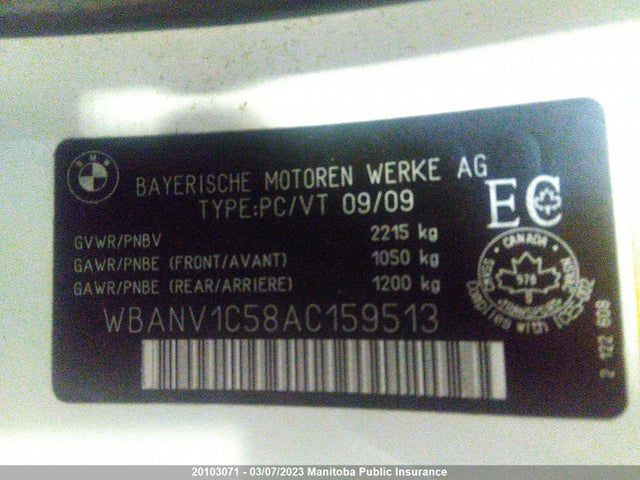 BMW
BAYERISCHE MOTOREN WERKE AG
TYPE:PC/VT 09/09
EC
GVWR/PNBV 2215 kg
GAWR/PNBE (FRONT/AVANT) 1050 kg
GAWR/PNBE (REAR/ARRIERE) 1200 kg
CANADA
WBANV1C58AC159513
20103071 - 03/07/2023 Manitoba Public Insurance